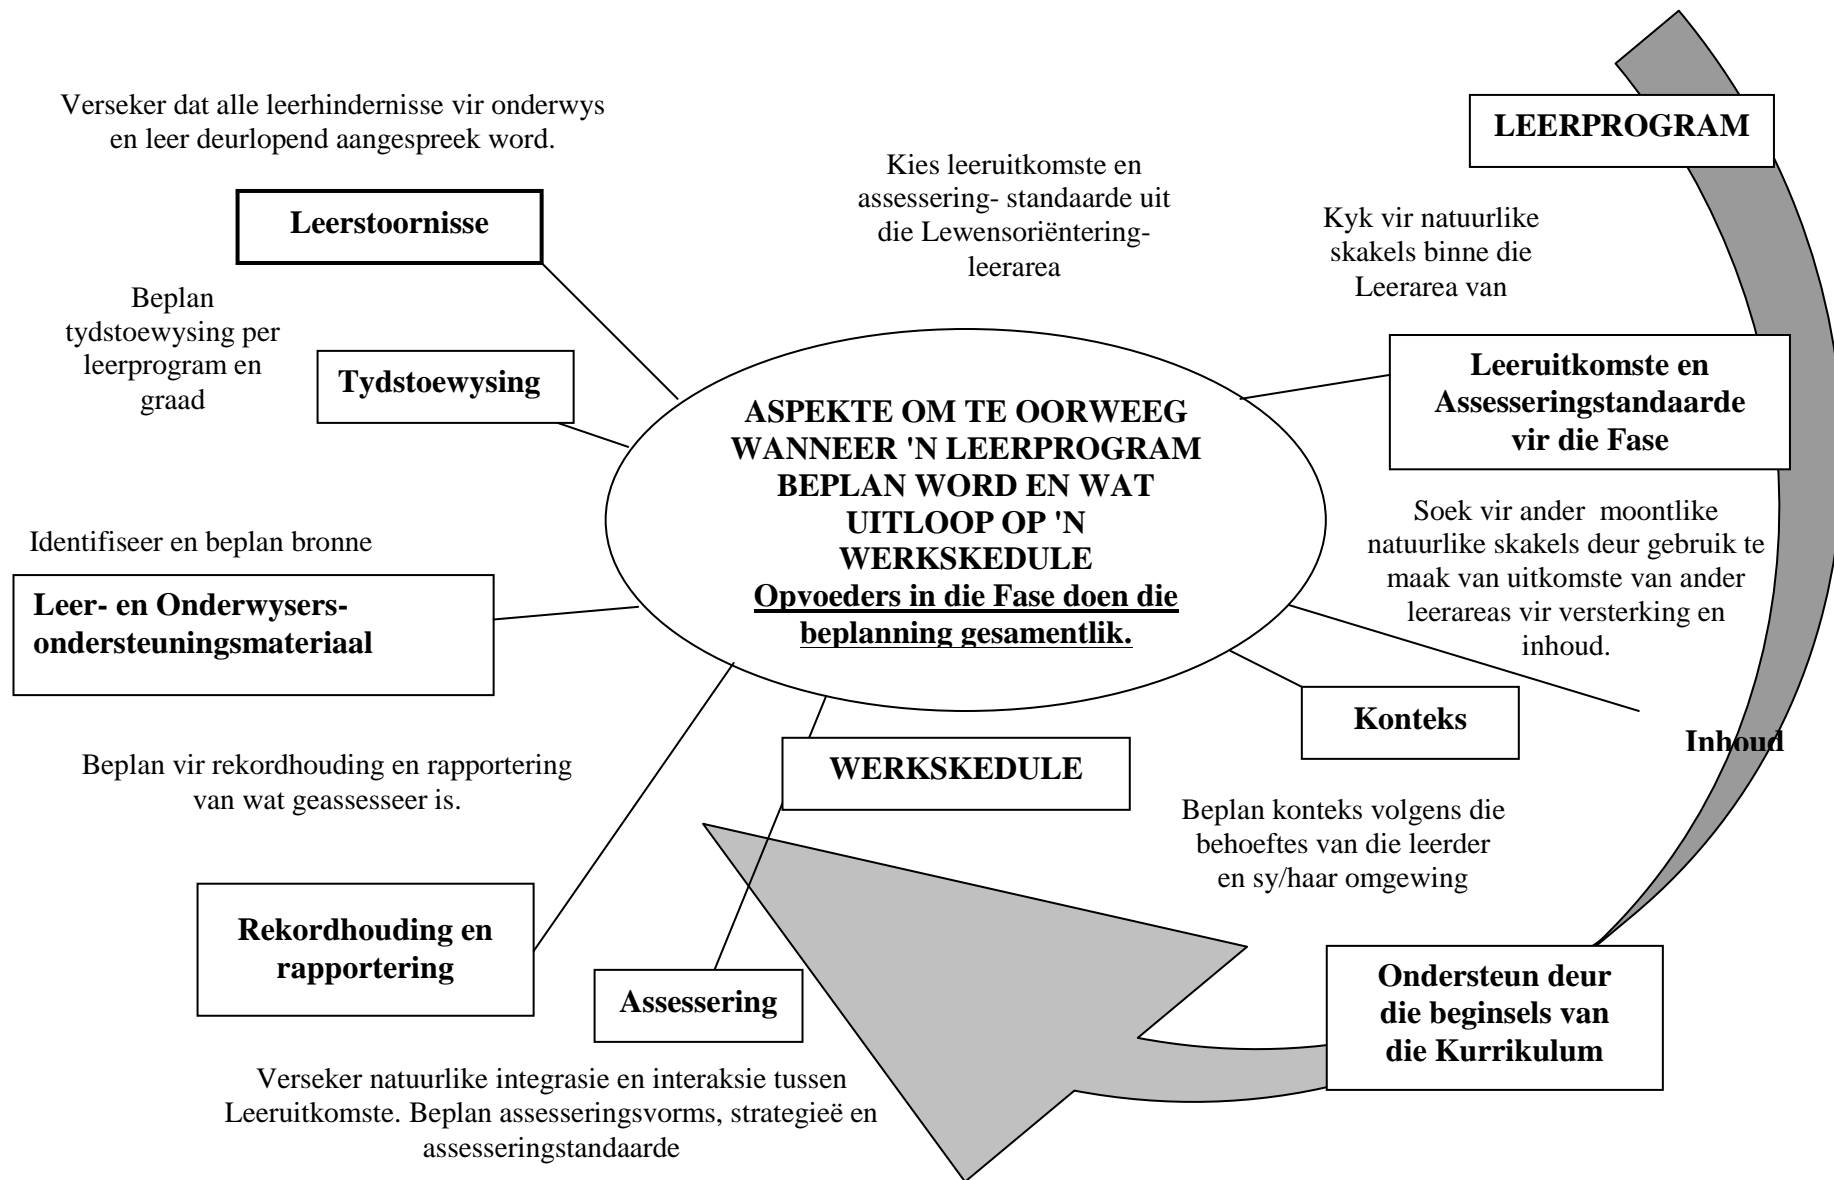 LEERPROGRAM
Verseker dat alle leerhindernisse vir onderwys
en leer deurlopend aangespreek word.
Kies leeruitkomste en
assessering- standaarde uit
die Lewensoriëntering-
leerarea
Leerstoornisse
Kyk vir natuurlike
skakels binne die
Leerarea van
Beplan
tydstoewysing per
leerprogram en
graad
Tydstoewysing
Leeruitkomste en
Assesseringstandaarde
vir die Fase
ASPEKTE OM TE OORWEEG
WANNEER 'N LEERPROGRAM
BEPLAN WORD EN WAT
UITLOOP OP 'N
WERKSKEDULE
Opvoeders in die Fase doen die
beplanning gesamentlik.
Soek vir ander  moontlike
natuurlike skakels deur gebruik te
maak van uitkomste van ander
leerareas vir versterking en
inhoud.
Identifiseer en beplan bronne
Leer- en Onderwysers-
ondersteuningsmateriaal
Konteks
Inhoud
WERKSKEDULE
Beplan vir rekordhouding en rapportering
van wat geassesseer is.
Beplan konteks volgens die
behoeftes van die leerder
en sy/haar omgewing
Rekordhouding en
rapportering
Assessering
Ondersteun deur
die beginsels van
die Kurrikulum
Verseker natuurlike integrasie en interaksie tussen
Leeruitkomste. Beplan assesseringsvorms, strategieë en
assesseringstandaarde